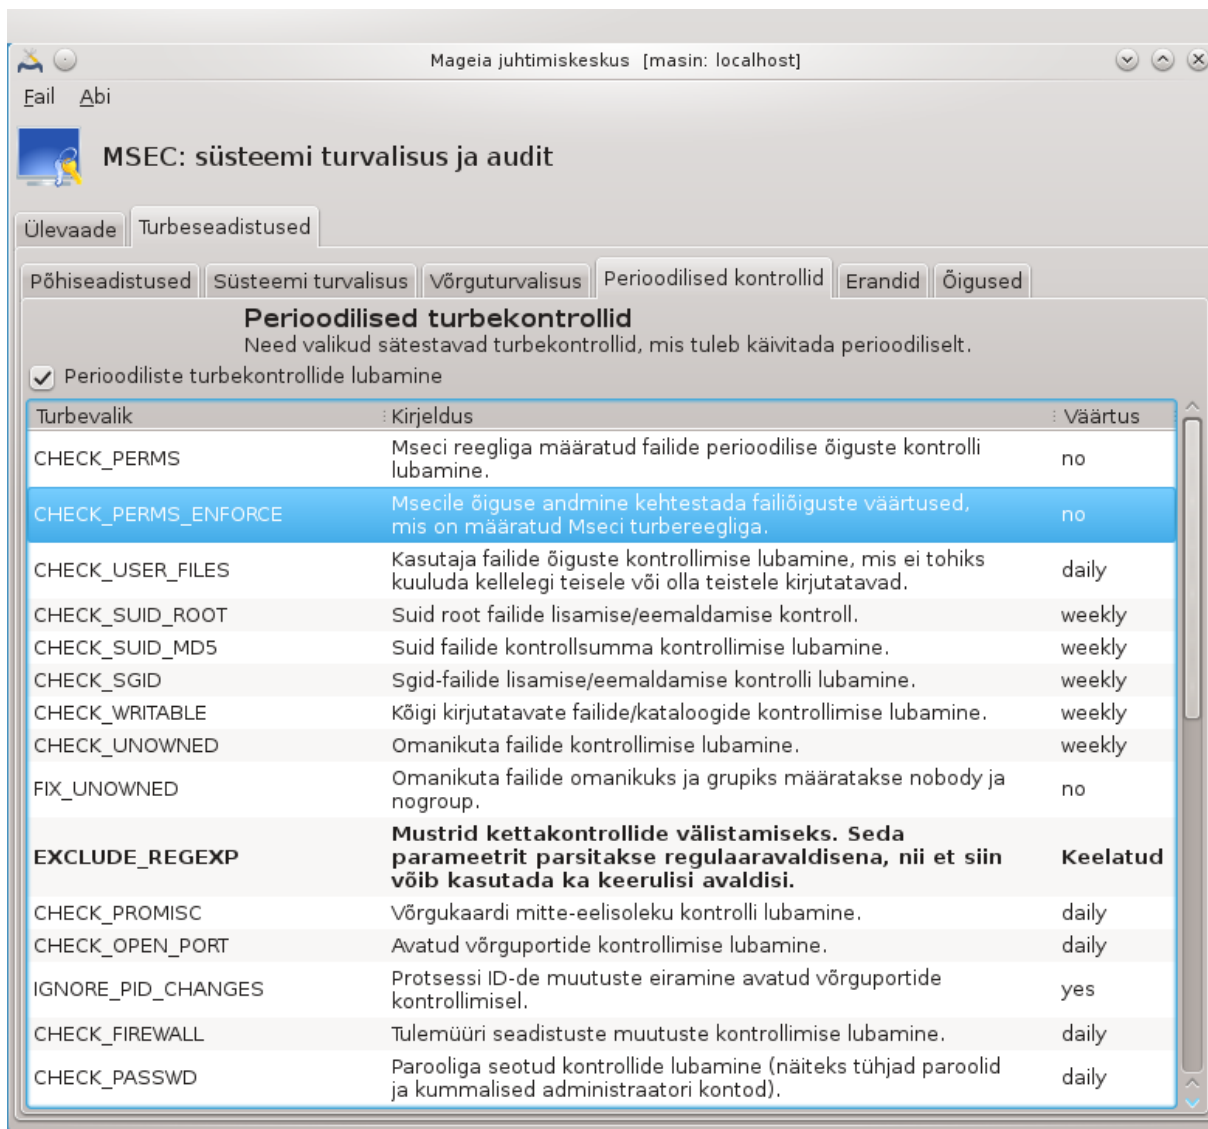 Mageia juhtimiskeskus [masin: localhost]
Fail Abi
MSEC: süsteemi turvalisus ja audit
Ülevaade Turbeseadistused
Põhiseadistused Süsteemi turvalisus Võrguturvalisus Perioodilised kontrollid Erandid Õigused
Perioodilised turbekontrollid
Need valikud sätestavad turbekontrollid, mis tuleb käivitada perioodiliselt.
Perioodiliste turbekontrollide lubamine
Turbevalik Kirjeldus Väärtus
CHECK_PERMS Mseci reegliga määratud failide perioodilise õiguste kontrolli no
lubamine.
CHECK_PERMS_ENFORCE Msecile õiguse andmine kehtestada failiõiguste väärtused, no
mis on määratud Mseci turbereegliga.
CHECK_USER_FILES Kasutaja failide õiguste kontrollimise lubamine, mis ei tohiks daily
kuuluda kellelegi teisele või olla teistele kirjutatavad.
CHECK_SUID_ROOT Suid root failide lisamise/eemaldamise kontroll. weekly
CHECK_SUID_MD5 Suid failide kontrollsumma kontrollimise lubamine. weekly
CHECK_SGID Sgid-failide lisamise/eemaldamise kontrolli lubamine. weekly
CHECK_WRITABLE Kõigi kirjutatavate failide/kataloogide kontrollimise lubamine. weekly
CHECK_UNOWNED Omanikuta failide kontrollimise lubamine. weekly
FIX_UNOWNED Omanikuta failide omanikuks ja grupiks määratakse nobody ja no
nogroup.
EXCLUDE_REGEXP Mustrid kettakontrollide välistamiseks. Seda Keelatud
parameetrit parsitakse regulaaravaldisena, nii et siin
võib kasutada ka keerulisi avaldisi.
CHECK_PROMISC Võrgukaardi mitte-eelisoleku kontrolli lubamine. daily
CHECK_OPEN_PORT Avatud võrguportide kontrollimise lubamine. daily
IGNORE_PID_CHANGES Protsessi ID-de muutuste eiramine avatud võrguportide yes
kontrollimisel.
CHECK_FIREWALL Tulemüüri seadistuste muutuste kontrollimise lubamine. daily
CHECK_PASSWD Parooliga seotud kontrollide lubamine (näiteks tühjad paroolid daily
ja kummalised administraatori kontod).